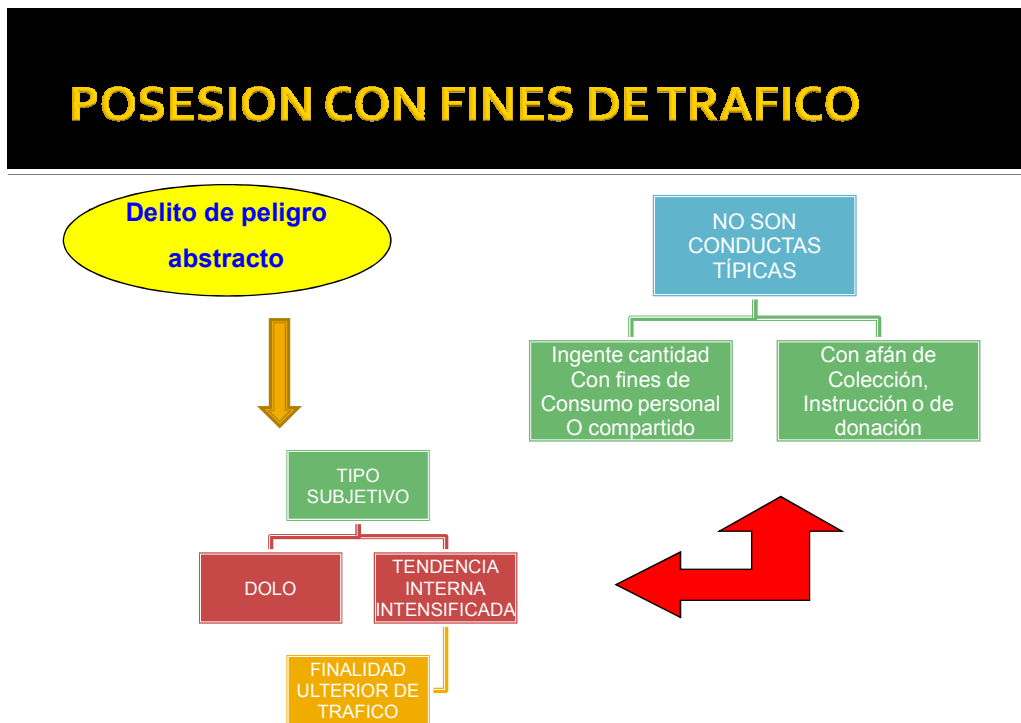 POSESION CON FINES DE TRAFICO
Delito de peligro
abstracto
NO SON
CONDUCTAS
TÍPICAS
Ingente cantidad
Con fines de
Consumo personal
O compartido
Con afán de
Colección,
Instrucción o de
donación
TIPO
SUBJETIVO
DOLO
TENDENCIA
INTERNA
INTENSIFICADA
FINALIDAD
ULTERIOR DE
TRAFICO